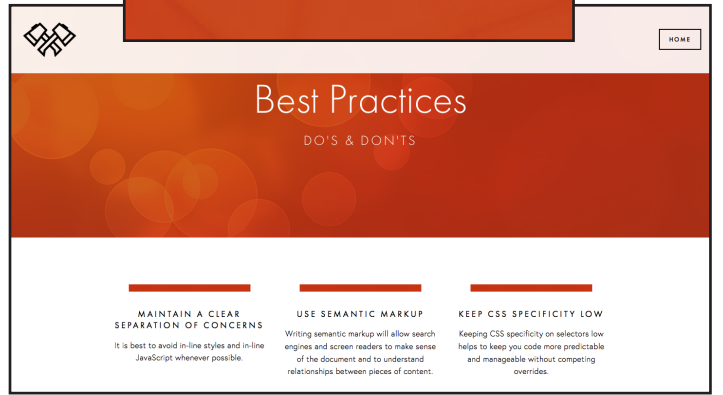 HOME
Best Practices
DO'S & DON'TS
MAINTAIN A CLEAR
SEPARATION OF CONCERNS
It is best to avoid in-line styles and in-line
JavaScript whenever possible.
USE SEMANTIC MARKUP
Writing semantic markup will allow search
engines and screen readers to make sense
of the document and to understand
relationships between pieces of content.
KEEP CSS SPECIFICITY LOW
Keeping CSS specificity on selectors low
helps to keep you code more predictable
and manageable without competing
overrides.